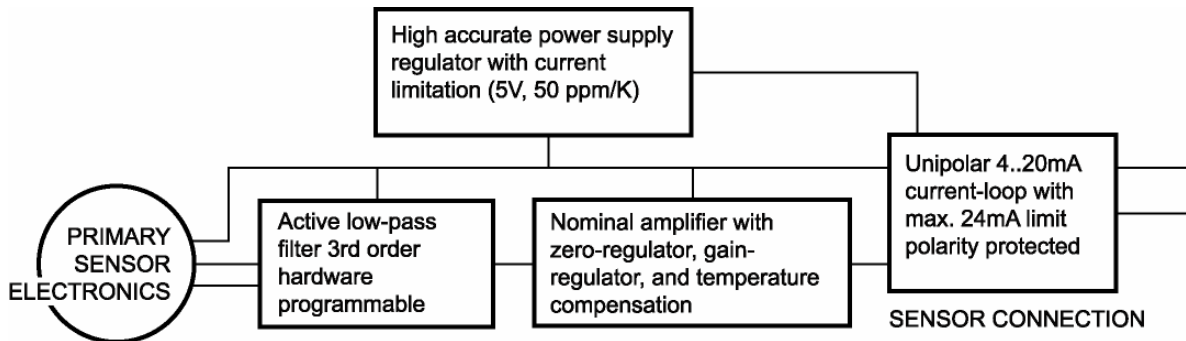 High accurate power supply
regulator with current
limitation (5V, 50 ppm/K)
PRIMARY
SENSOR
ELECTRONICS
Active low-pass
filter 3rd order
hardware
programmable
Nominal amplifier with
zero-regulator, gain-
regulator, and temperature
compensation
Unipolar 4..20mA
current-loop with
max. 24mA limit
polarity protected
SENSOR CONNECTION